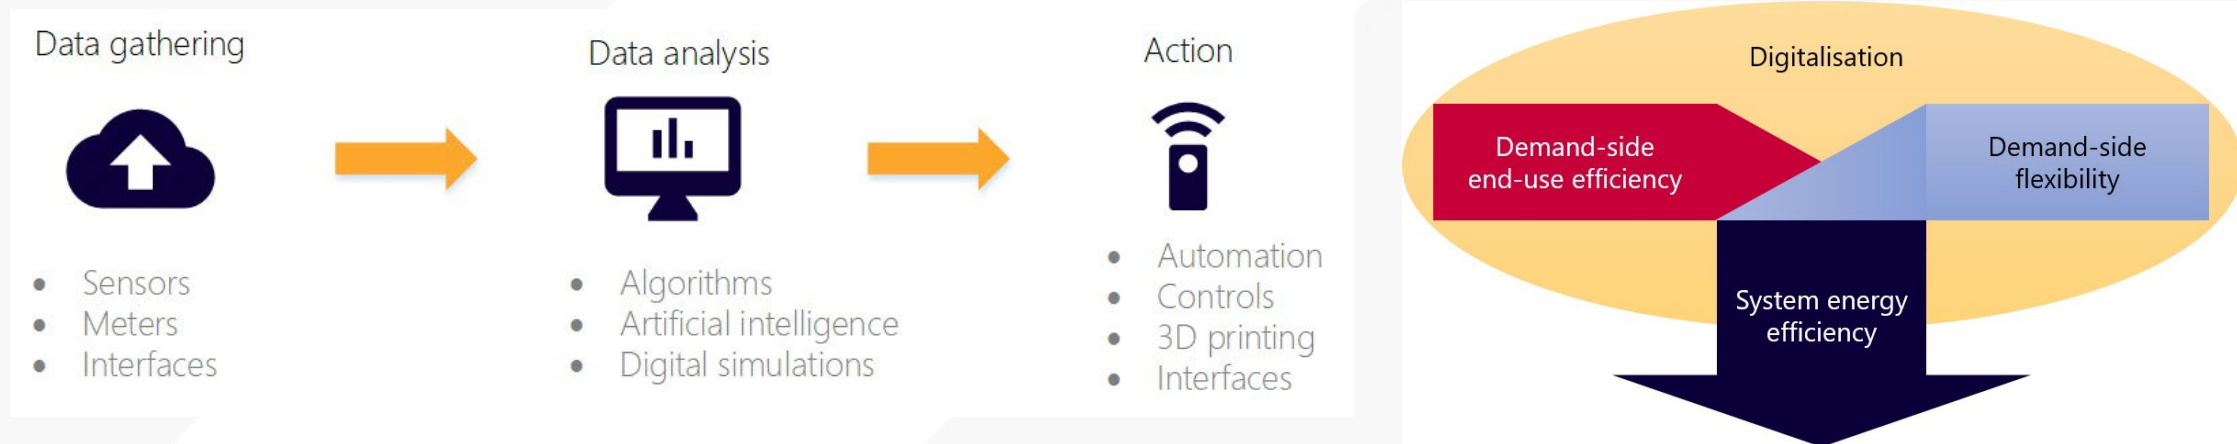 Data gathering
• Sensors
• Meters
• Interfaces
Data analysis
• Algorithms
• Artificial intelligence
• Digital simulations
Action
• Automation
• Controls
• 3D printing
• Interfaces
Digitalisation
Demand-side
end-use efficiency
Demand-side
flexibility
System energy
efficiency